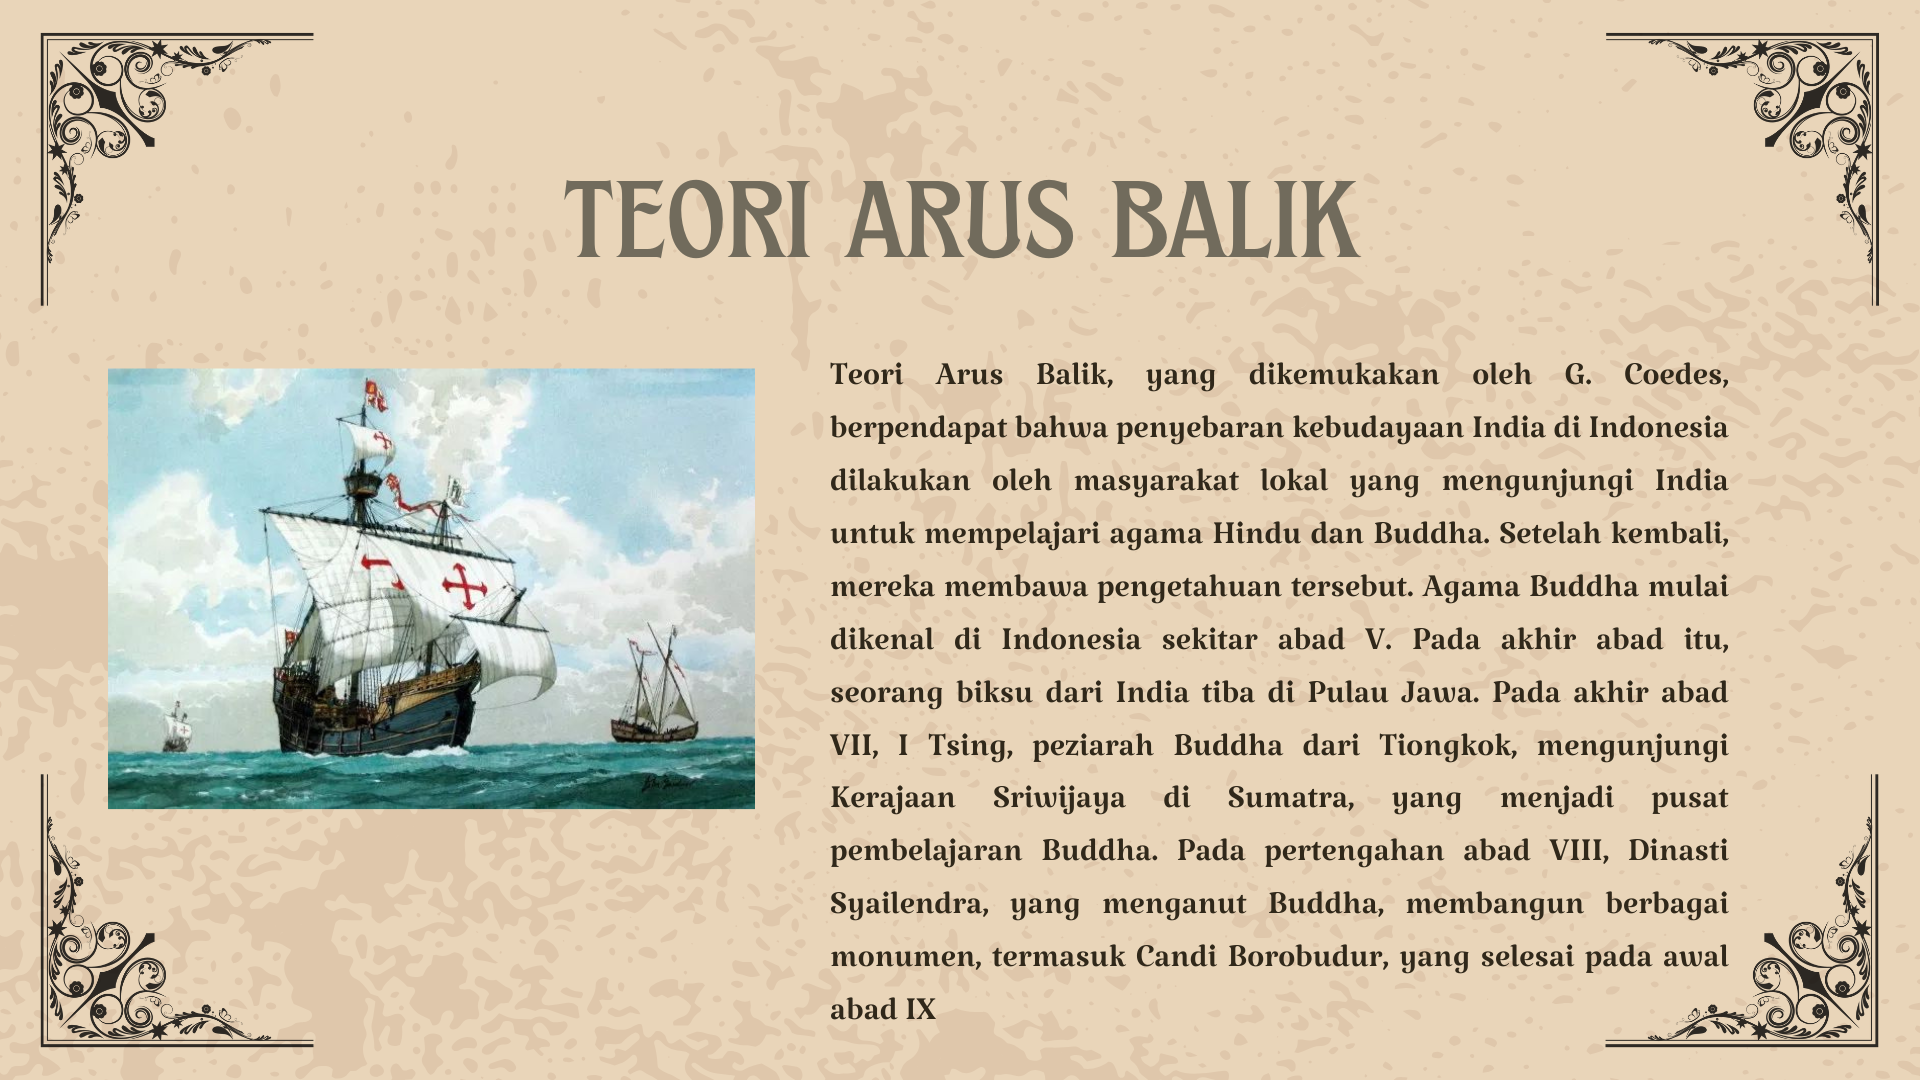 TEORI ARUS BALIK
Teori Arus Balik, yang dikemukakan oleh G. Coedes,
berpendapat bahwa penyebaran kebudayaan India di Indonesia
dilakukan oleh masyarakat lokal yang mengunjungi India
untuk mempelajari agama Hindu dan Buddha. Setelah kembali,
mereka membawa pengetahuan tersebut. Agama Buddha mulai
dikenal di Indonesia sekitar abad V. Pada akhir abad itu,
seorang biksu dari India tiba di Pulau Jawa. Pada akhir abad
VII, I Tsing, peziarah Buddha dari Tiongkok, mengunjungi
Kerajaan Sriwijaya di Sumatra, yang menjadi pusat
pembelajaran Buddha. Pada pertengahan abad VIII, Dinasti
Syailendra, yang menganut Buddha, membangun berbagai
monumen, termasuk Candi Borobudur, yang selesai pada awal
abad IX